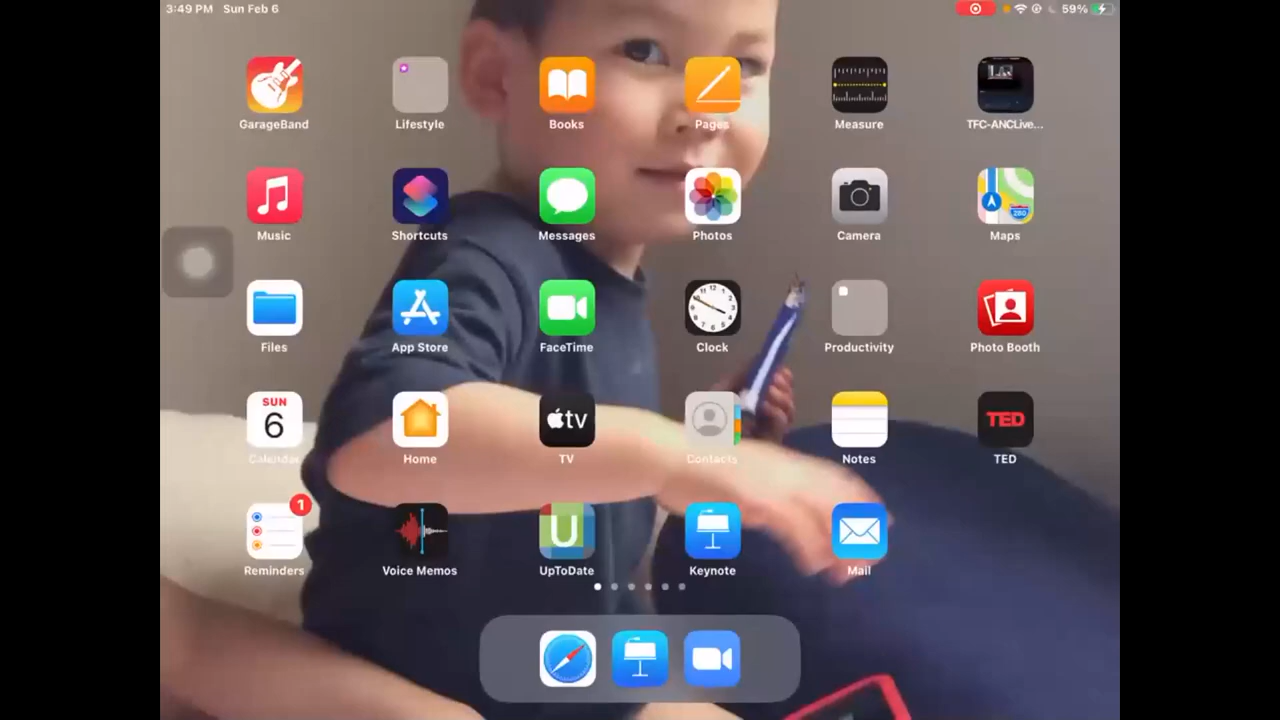 3:49 PM Sun Feb 6 59%
GarageBand Lifestyle Books Pages Measure TFC-ANCLive...
Music Shortcuts Messages Photos Camera Maps
280
Files App Store FaceTime Clock Productivity Photo Booth
SUN
6 tv TED
Calendar Home TV Contacts Notes TED
1
U
Reminders Voice Memos UpToDate Keynote Mail